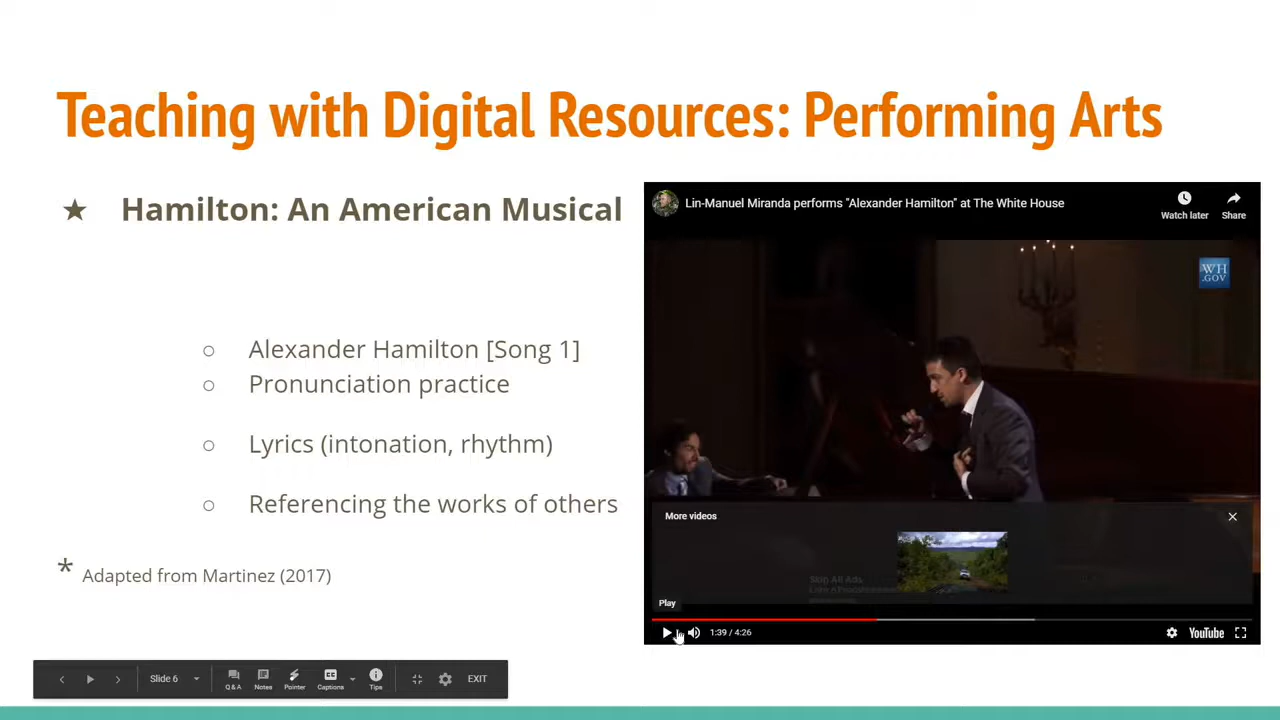 Teaching with Digital Resources: Performing Arts
★ Hamilton: An American Musical
○ Alexander Hamilton [Song 1]
○ Pronunciation practice
○ Lyrics (intonation, rhythm)
○ Referencing the works of others
* Adapted from Martinez (2017)
Lin-Manuel Miranda performs "Alexander Hamilton" at The White House
Watch later
Share
WH
.GOV
More videos
Skip All Ads
Play
1:39 / 4:26
YouTube
Slide 6
Q & A
Notes
Pointer
Captions
Tips
EXIT